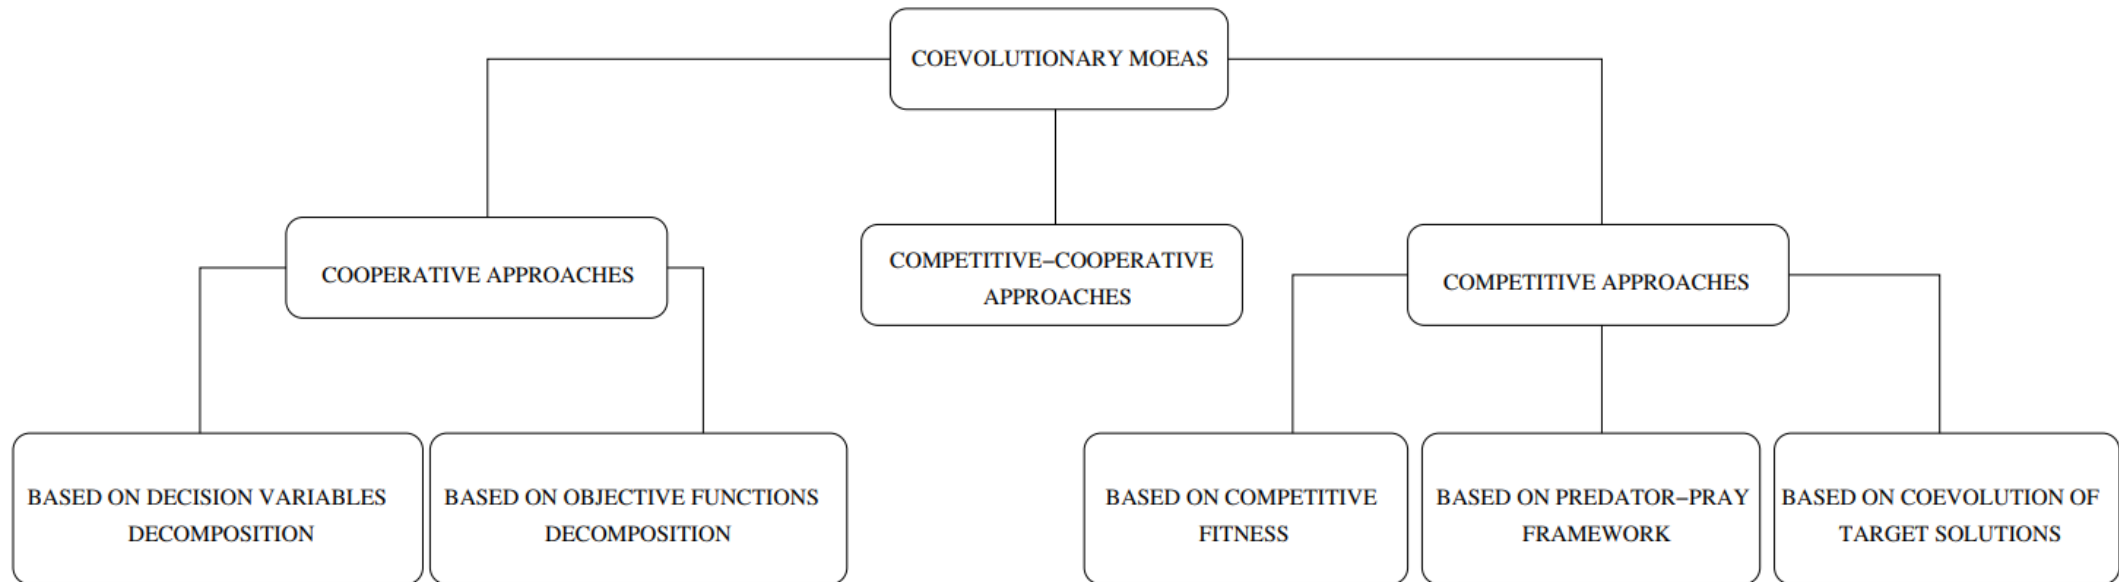 COEVOLUTIONARY MOEAS
COOPERATIVE APPROACHES
COMPETITIVE–COOPERATIVE
APPROACHES
COMPETITIVE APPROACHES
BASED ON DECISION VARIABLES
DECOMPOSITION
BASED ON OBJECTIVE FUNCTIONS
DECOMPOSITION
BASED ON COMPETITIVE
FITNESS
BASED ON PREDATOR–PRAY
FRAMEWORK
BASED ON COEVOLUTION OF
TARGET SOLUTIONS